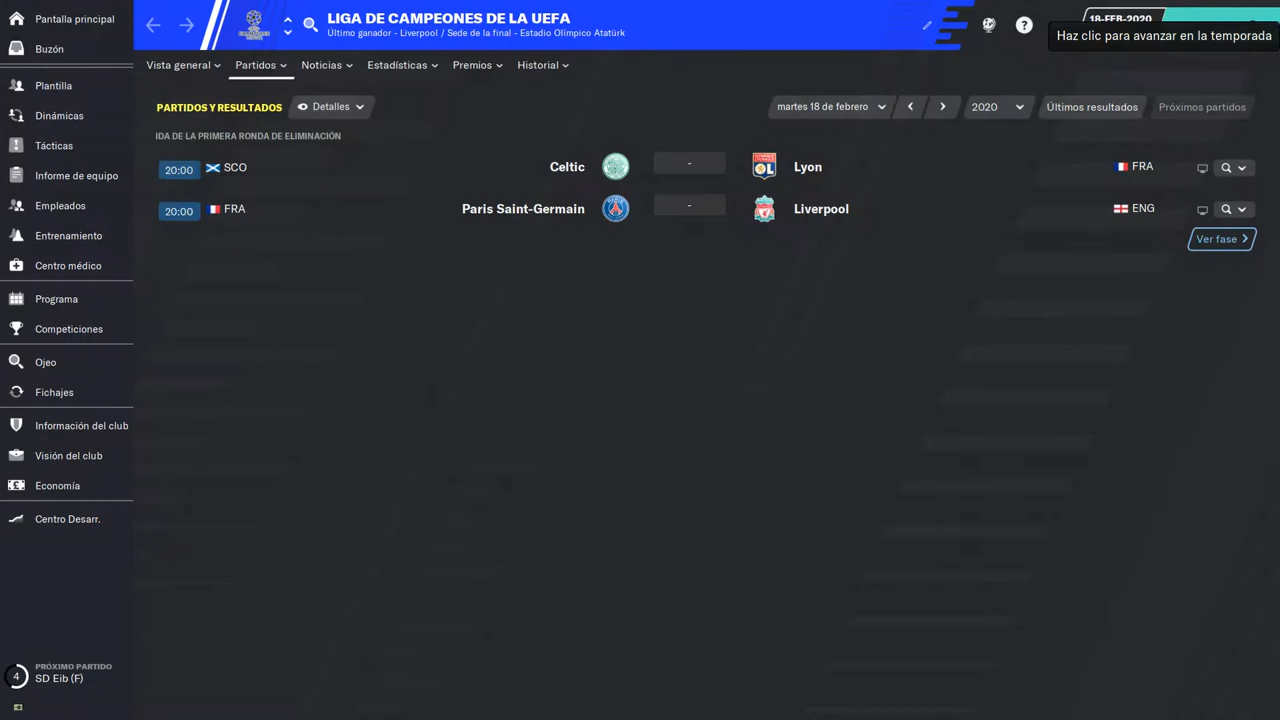 Pantalla principal
Buzón
Plantilla
Dinámicas
Tácticas
Informe de equipo
Empleados
Entrenamiento
Centro médico
Programa
Competiciones
Ojeo
Fichajes
Información del club
Visión del club
Economía
Centro Desarr.
4
PRÓXIMO PARTIDO
SD Eib (F)
LIGA DE CAMPEONES DE LA UEFA
Último ganador - Liverpool / Sede de la final - Estadio Olímpico Atatürk
?
18-FEB-2020
Haz clic para avanzar en la temporada
Vista general Partidos Noticias Estadísticas Premios Historial
PARTIDOS Y RESULTADOS Detalles martes 18 de febrero 2020 Últimos resultados Próximos partidos
IDA DE LA PRIMERA RONDA DE ELIMINACIÓN
20:00 SCO Celtic - Lyon FRA
20:00 FRA Paris Saint-Germain - Liverpool ENG
Ver fase